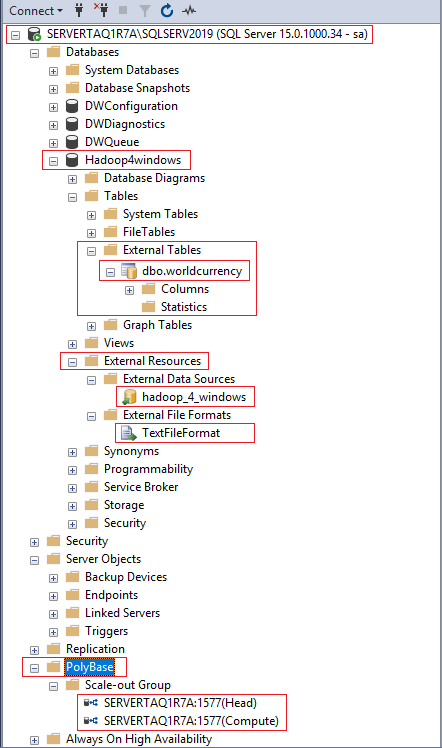 Connect
SERVERTAQ1R7A\SQLSERV2019 (SQL Server 15.0.1000.34 - sa)
Databases
System Databases
Database Snapshots
DWConfiguration
DWDiagnostics
DWQueue
Hadoop4windows
Database Diagrams
Tables
System Tables
FileTables
External Tables
dbo.worldcurrency
Columns
Statistics
Graph Tables
Views
External Resources
External Data Sources
hadoop_4_windows
External File Formats
TextFileFormat
Synonyms
Programmability
Service Broker
Storage
Security
Security
Server Objects
Backup Devices
Endpoints
Linked Servers
Triggers
Replication
PolyBase
Scale-out Group
SERVERTAQ1R7A:1577(Head)
SERVERTAQ1R7A:1577(Compute)
Always On High Availability